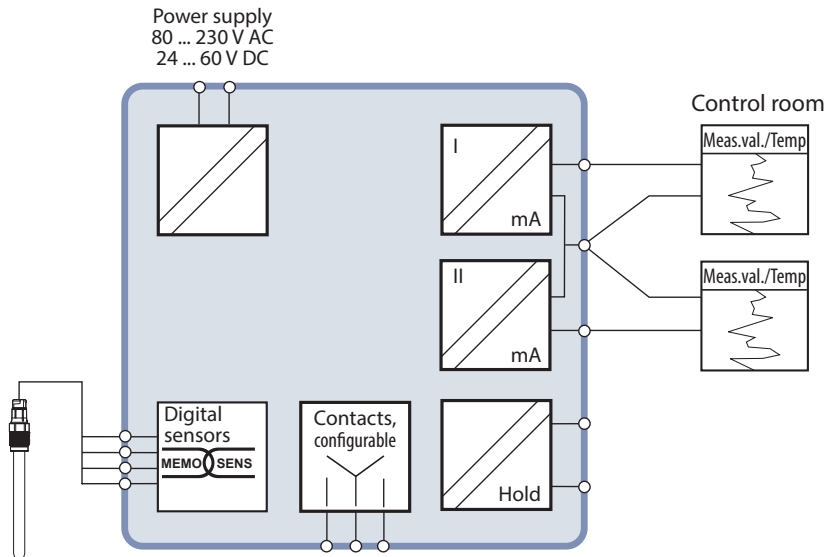 Power supply
80 ... 230 V AC
24 ... 60 V DC
Control room
I
mA
Meas.val./Temp
II
mA
Meas.val./Temp
Digital
sensors
MEMO SENS
Contacts,
configurable
Hold